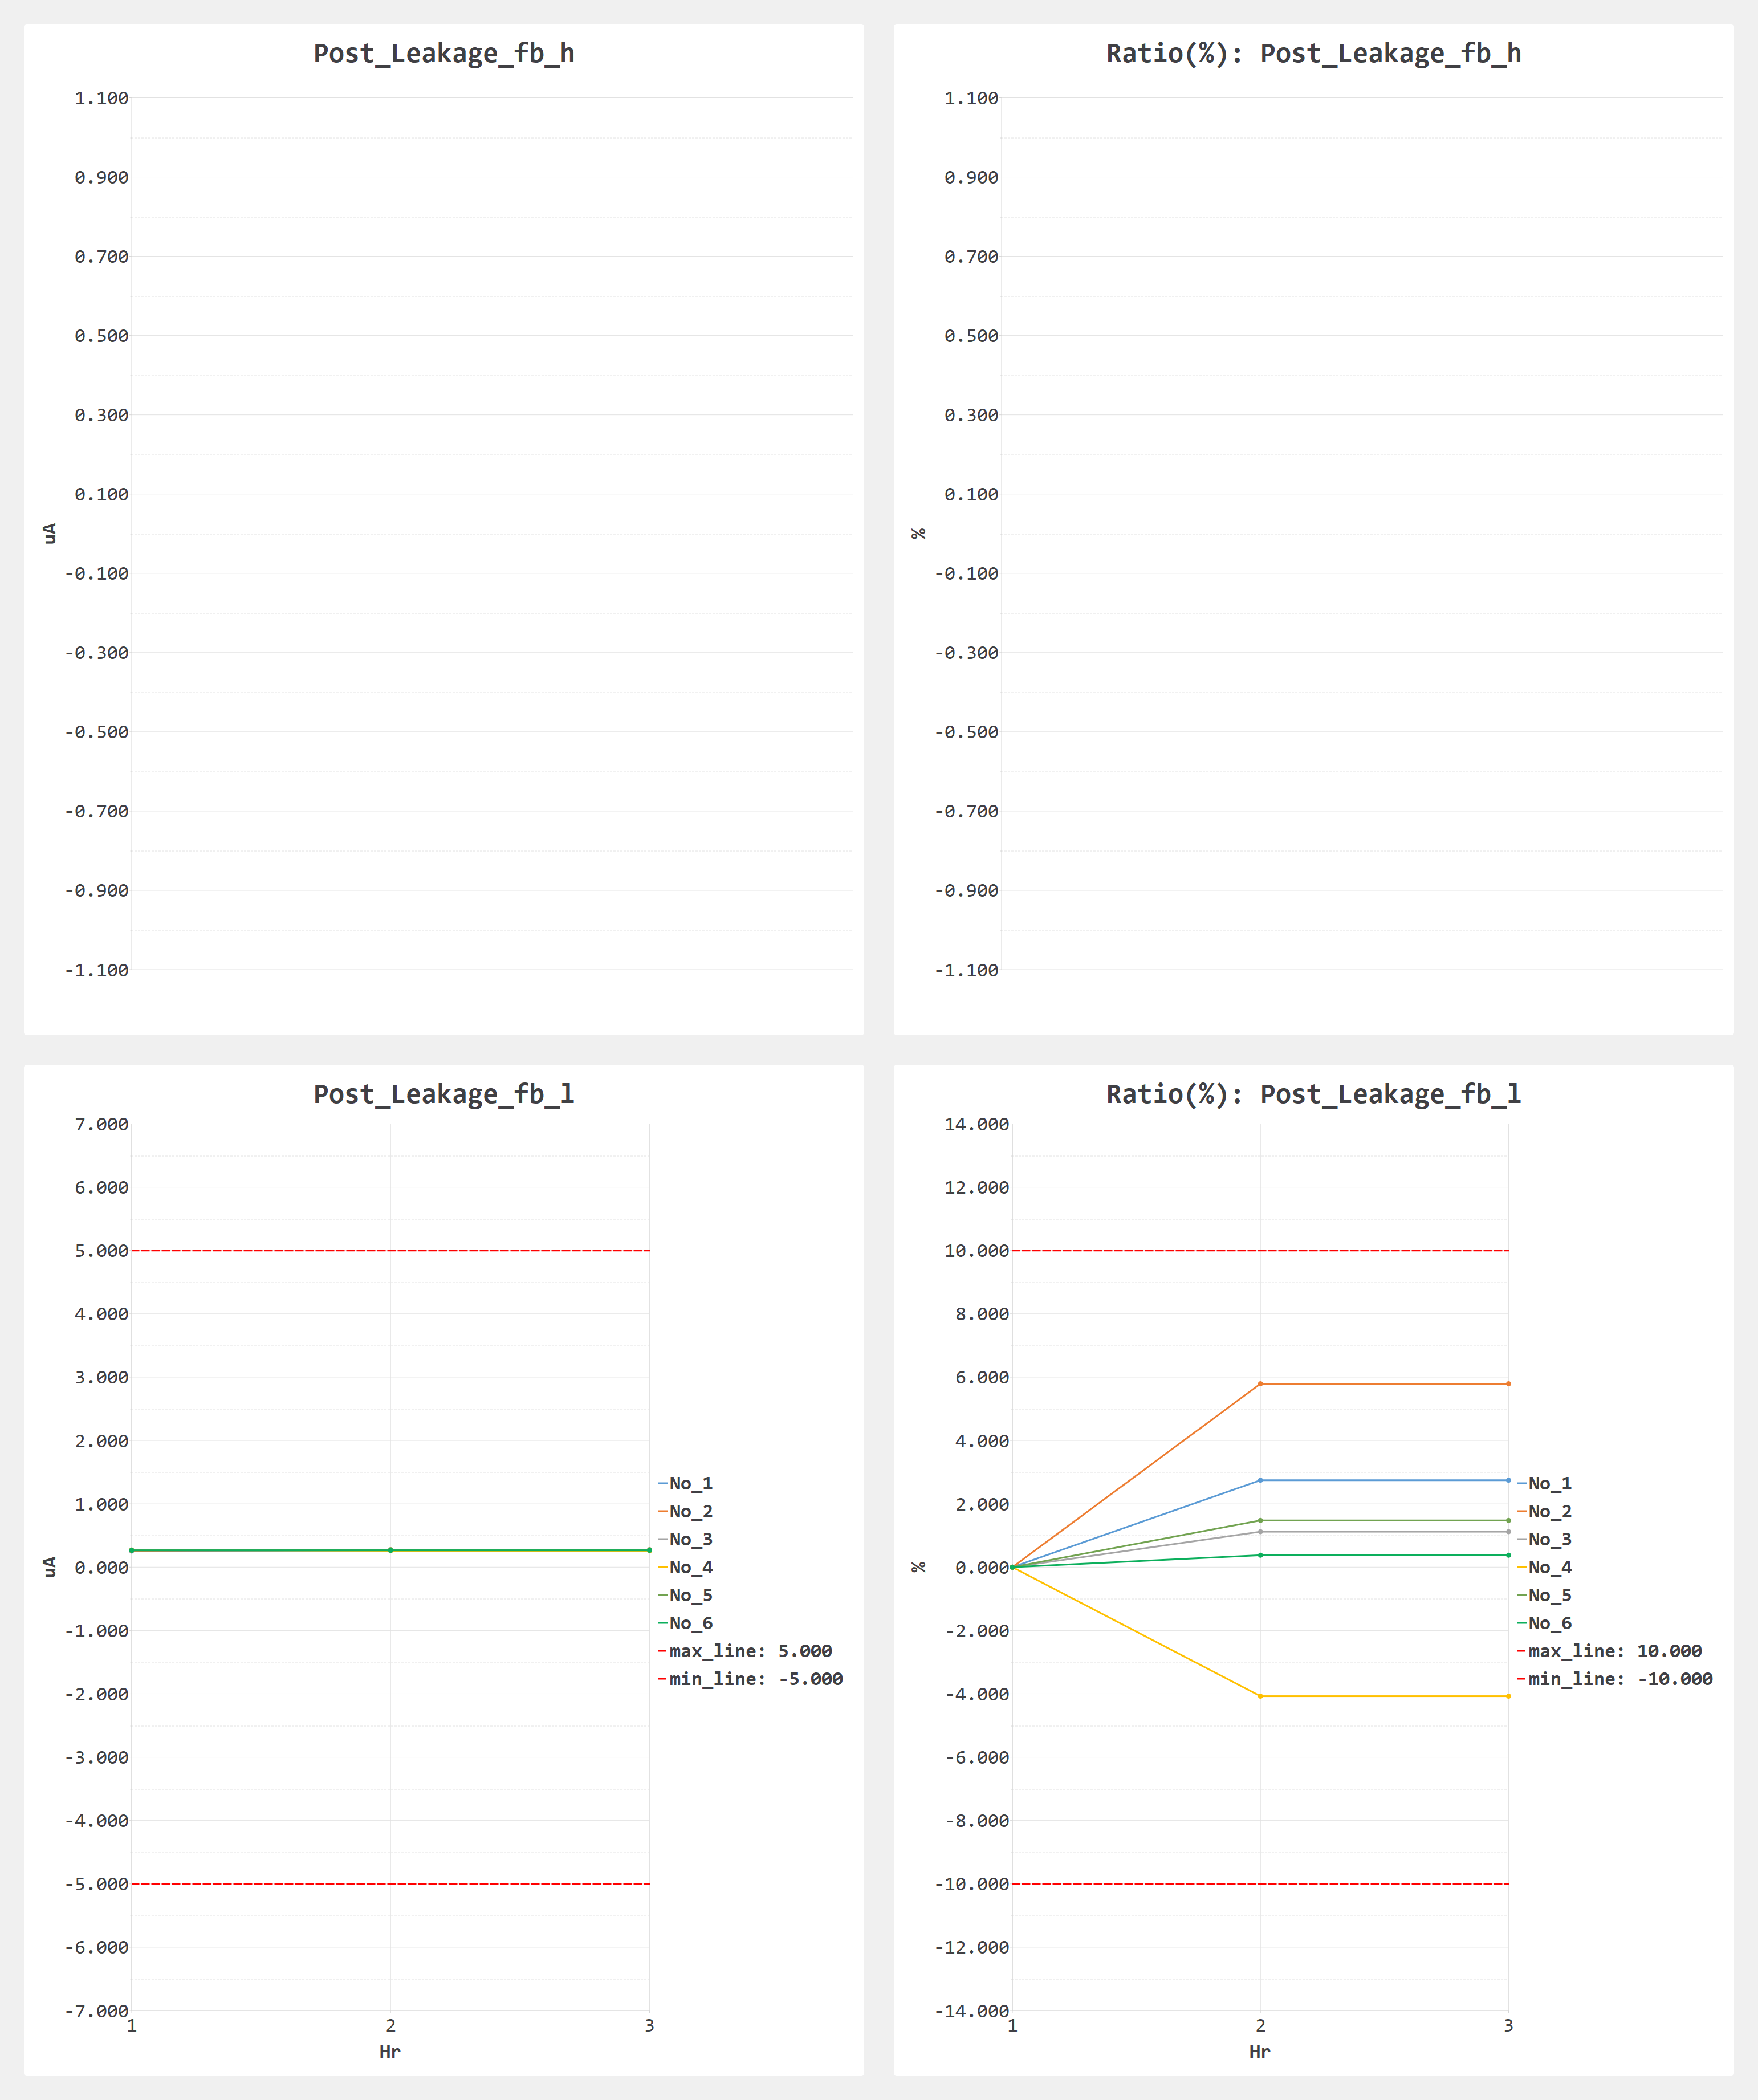 Post_Leakage_fb_h
1.100
0.900
0.700
0.500
0.300
0.100
-0.100
-0.300
-0.500
-0.700
-0.900
-1.100
uA
Ratio(%): Post_Leakage_fb_h
1.100
0.900
0.700
0.500
0.300
0.100
-0.100
-0.300
-0.500
-0.700
-0.900
-1.100
%
Post_Leakage_fb_l
7.000
6.000
5.000
4.000
3.000
2.000
1.000
0.000
-1.000
-2.000
-3.000
-4.000
-5.000
-6.000
-7.000
uA
1 2 3
Hr
No_1
No_2
No_3
No_4
No_5
No_6
max_line: 5.000
min_line: -5.000
Ratio(%): Post_Leakage_fb_l
14.000
12.000
10.000
8.000
6.000
4.000
2.000
0.000
-2.000
-4.000
-6.000
-8.000
-10.000
-12.000
-14.000
%
1 2 3
Hr
No_1
No_2
No_3
No_4
No_5
No_6
max_line: 10.000
min_line: -10.000